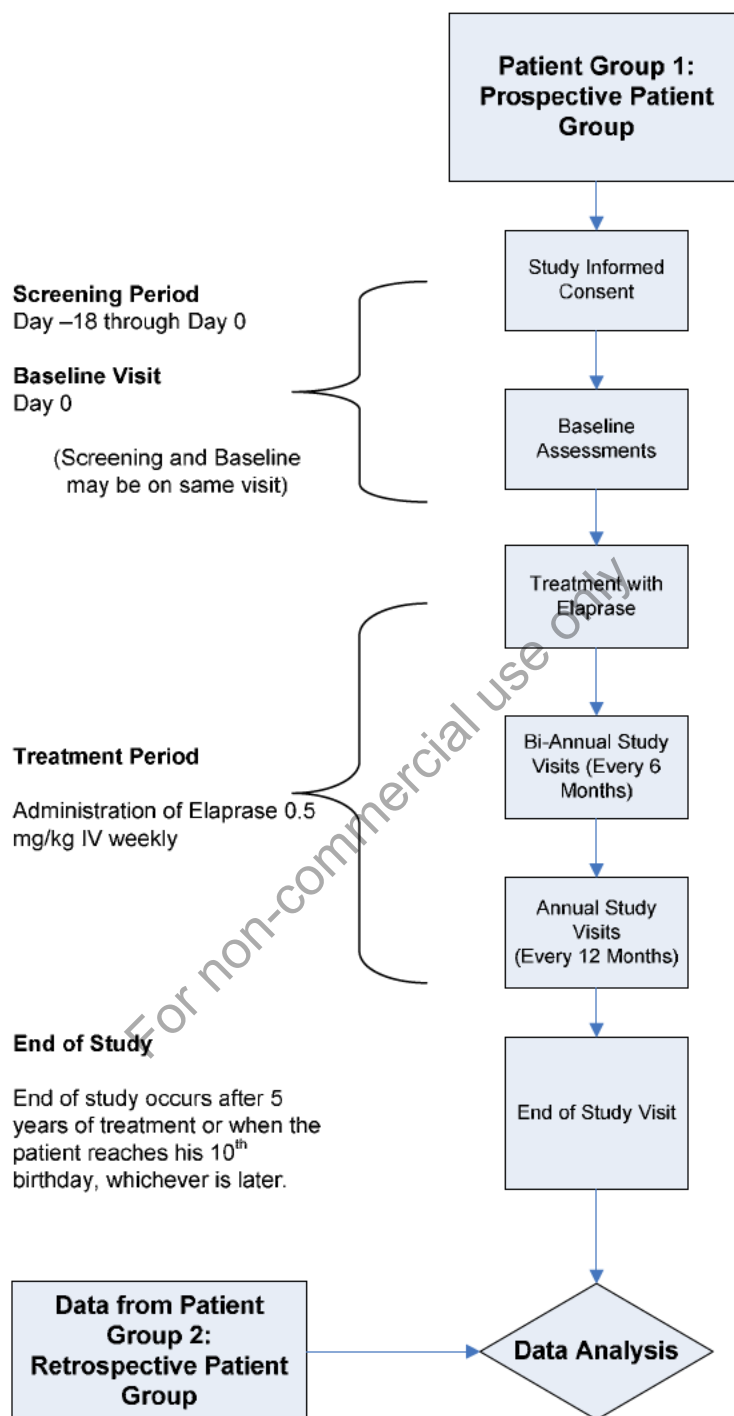 Patient Group 1:
Prospective Patient
Group
Study Informed
Consent
Screening Period
Day –18 through Day 0
Baseline Visit
Day 0
(Screening and Baseline
may be on same visit)
Baseline
Assessments
Treatment with
Elaprase
Bi-Annual Study
Visits (Every 6
Months)
Treatment Period
Administration of Elaprase 0.5
mg/kg IV weekly
Annual Study
Visits
(Every 12 Months)
End of Study
End of study occurs after 5
years of treatment or when the
patient reaches his 10th
birthday, whichever is later.
End of Study Visit
Data from Patient
Group 2:
Retrospective Patient
Group
Data Analysis
For non-commercial use only